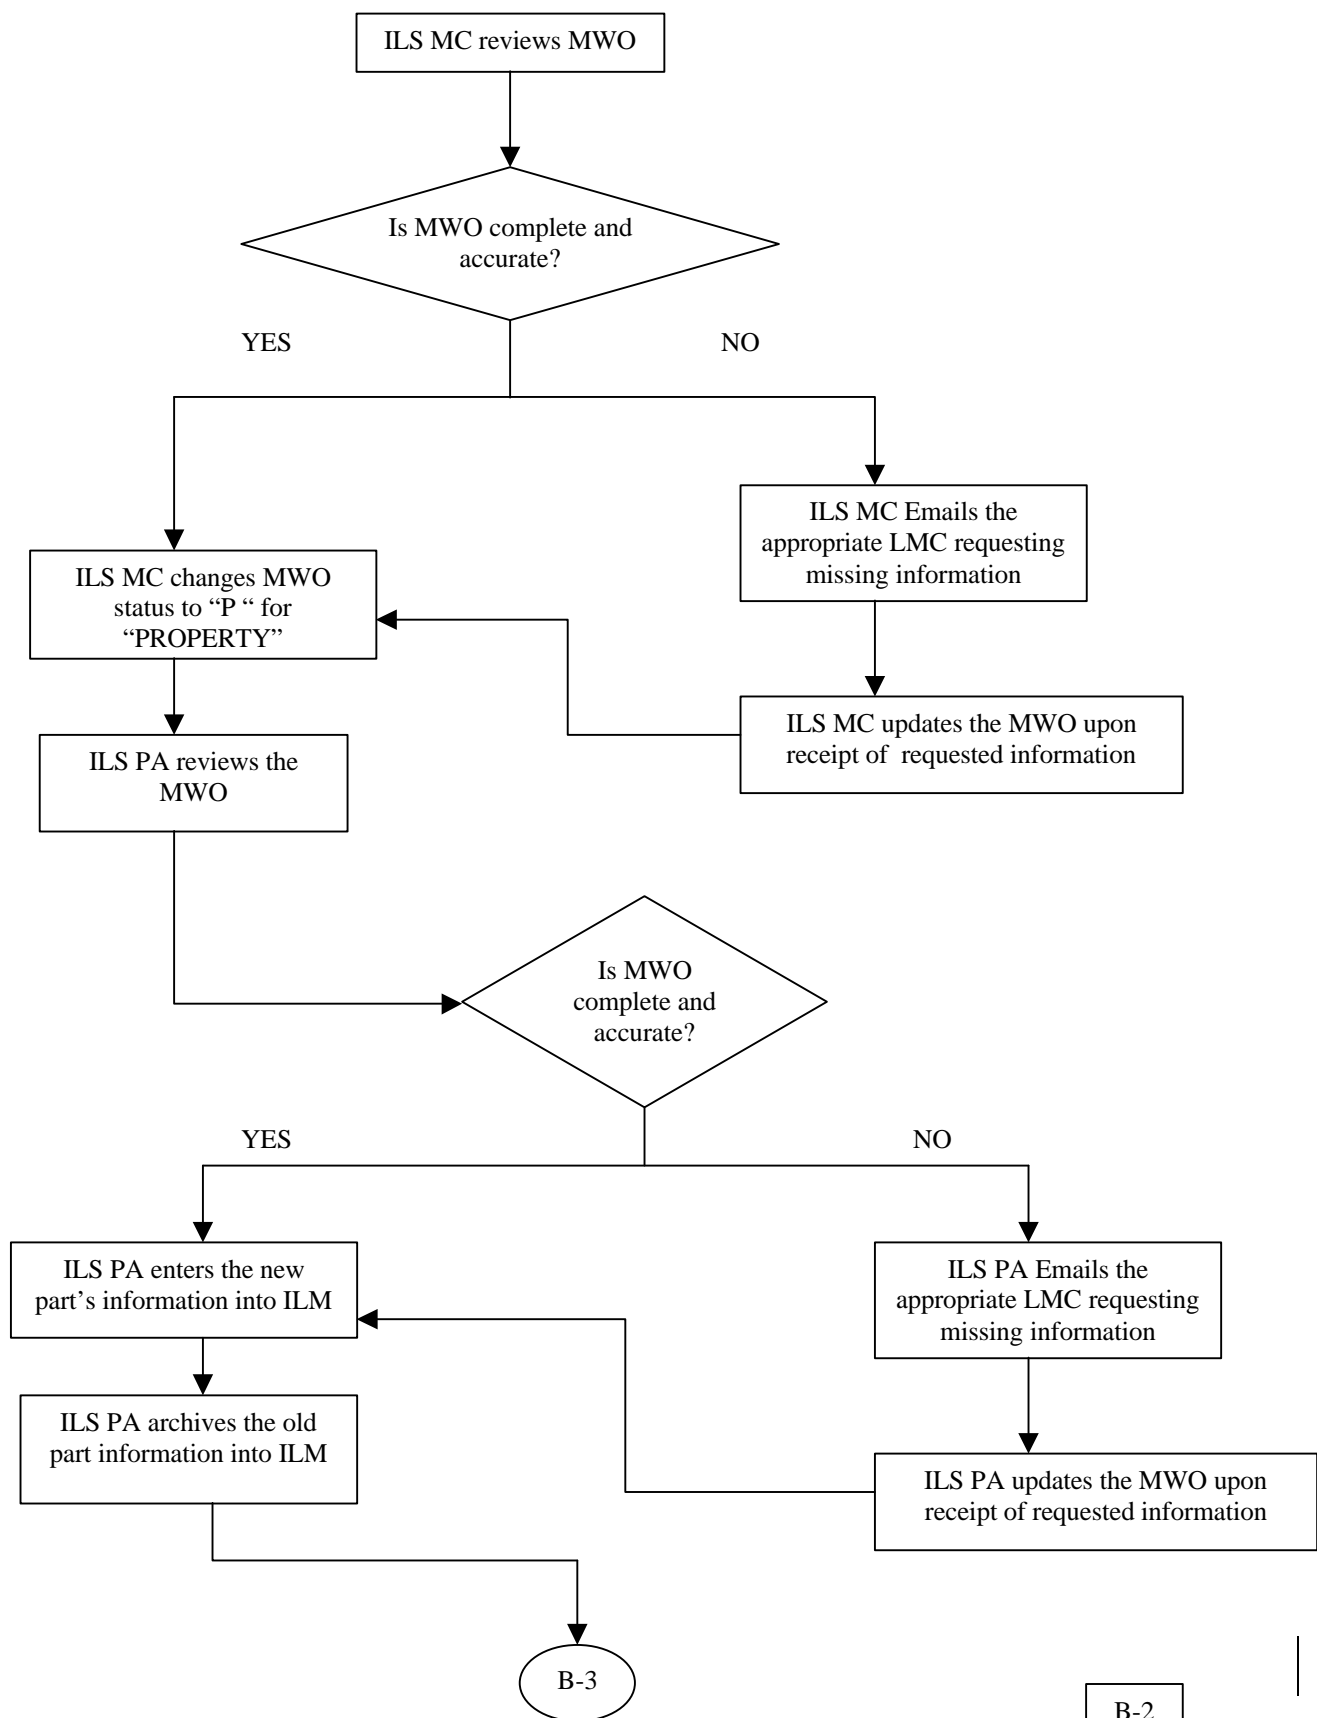 ILS MC reviews MWO
Is MWO complete and
accurate?
YES
NO
ILS MC Emails the
appropriate LMC requesting
missing information
ILS MC changes MWO
status to “P “ for
“PROPERTY”
ILS MC updates the MWO upon
receipt of  requested information
ILS PA reviews the
MWO
Is MWO
complete and
accurate?
YES
NO
ILS PA enters the new
part’s information into ILM
ILS PA Emails the
appropriate LMC requesting
missing information
ILS PA archives the old
part information into ILM
ILS PA updates the MWO upon
receipt of requested information
B-3
B-2